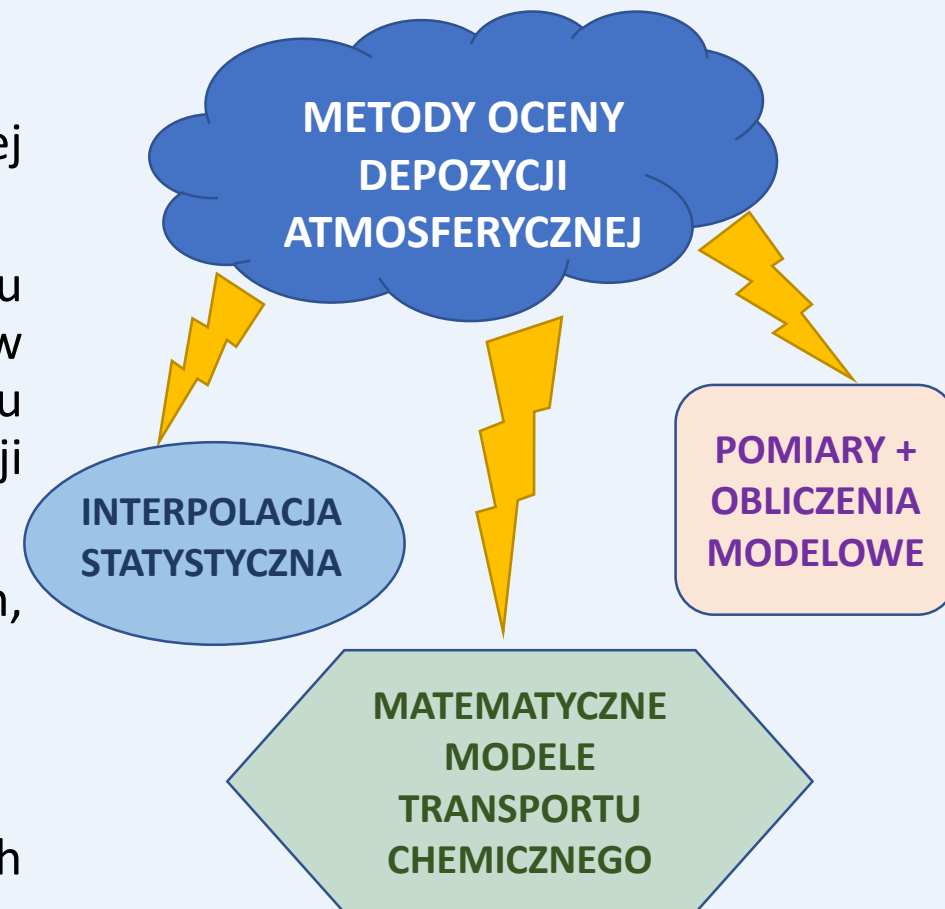 METODY OCENY
DEPOZYCJI
ATMOSFERYCZNEJ
INTERPOLACJA
STATYSTYCZNA
POMIARY +
OBLICZENIA
MODELOWE
MATEMATYCZNE
MODELE
TRANSPORTU
CHEMICZNEGO